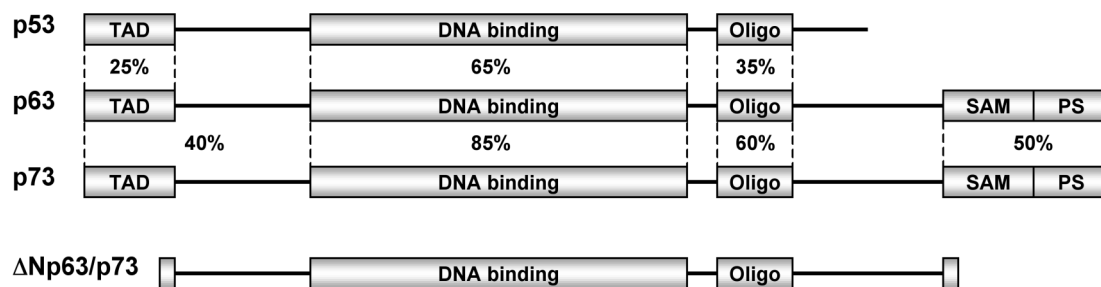 p53 TAD DNA binding Oligo
25% 65% 35%
p63 TAD DNA binding Oligo SAM PS
40% 85% 60% 50%
p73 TAD DNA binding Oligo SAM PS
ΔNp63/p73 DNA binding Oligo